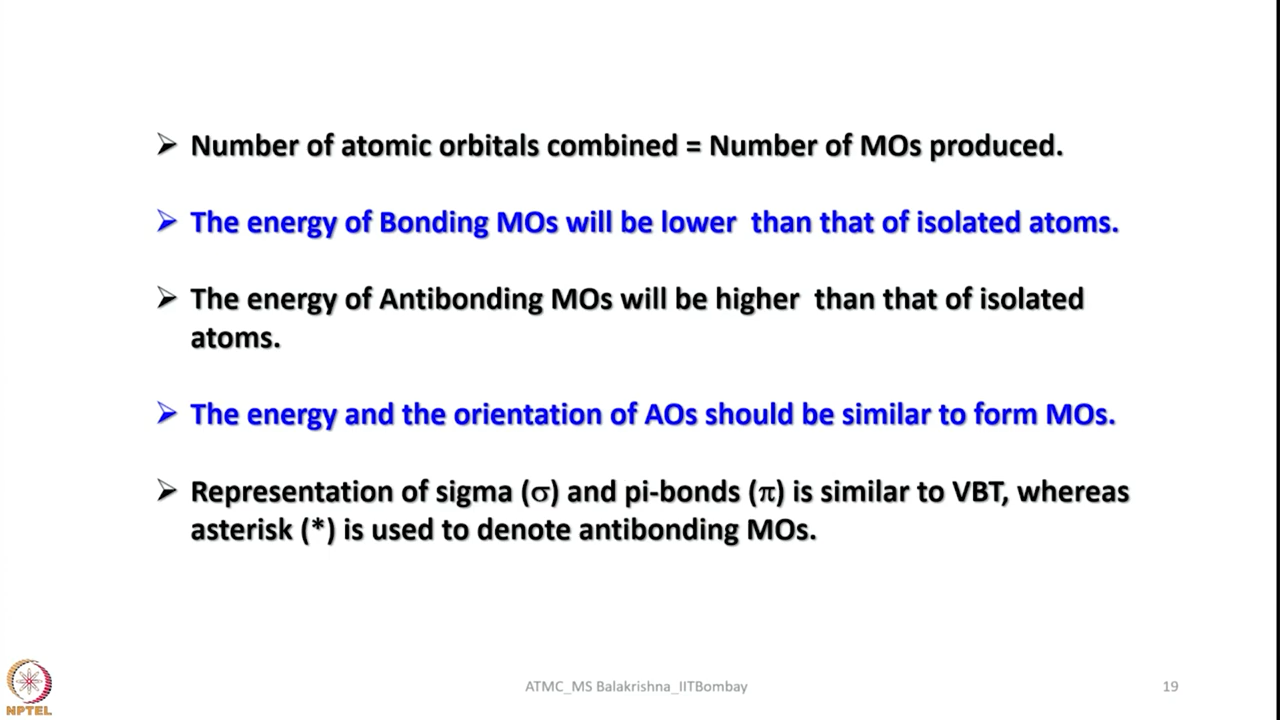 ➢ Number of atomic orbitals combined = Number of MOs produced.
➢ The energy of Bonding MOs will be lower  than that of isolated atoms.
➢ The energy of Antibonding MOs will be higher  than that of isolated
atoms.
➢ The energy and the orientation of AOs should be similar to form MOs.
➢ Representation of sigma (σ) and pi-bonds (π) is similar to VBT, whereas
asterisk (*) is used to denote antibonding MOs.
NPTEL
ATMC_MS Balakrishna_IITBombay
19